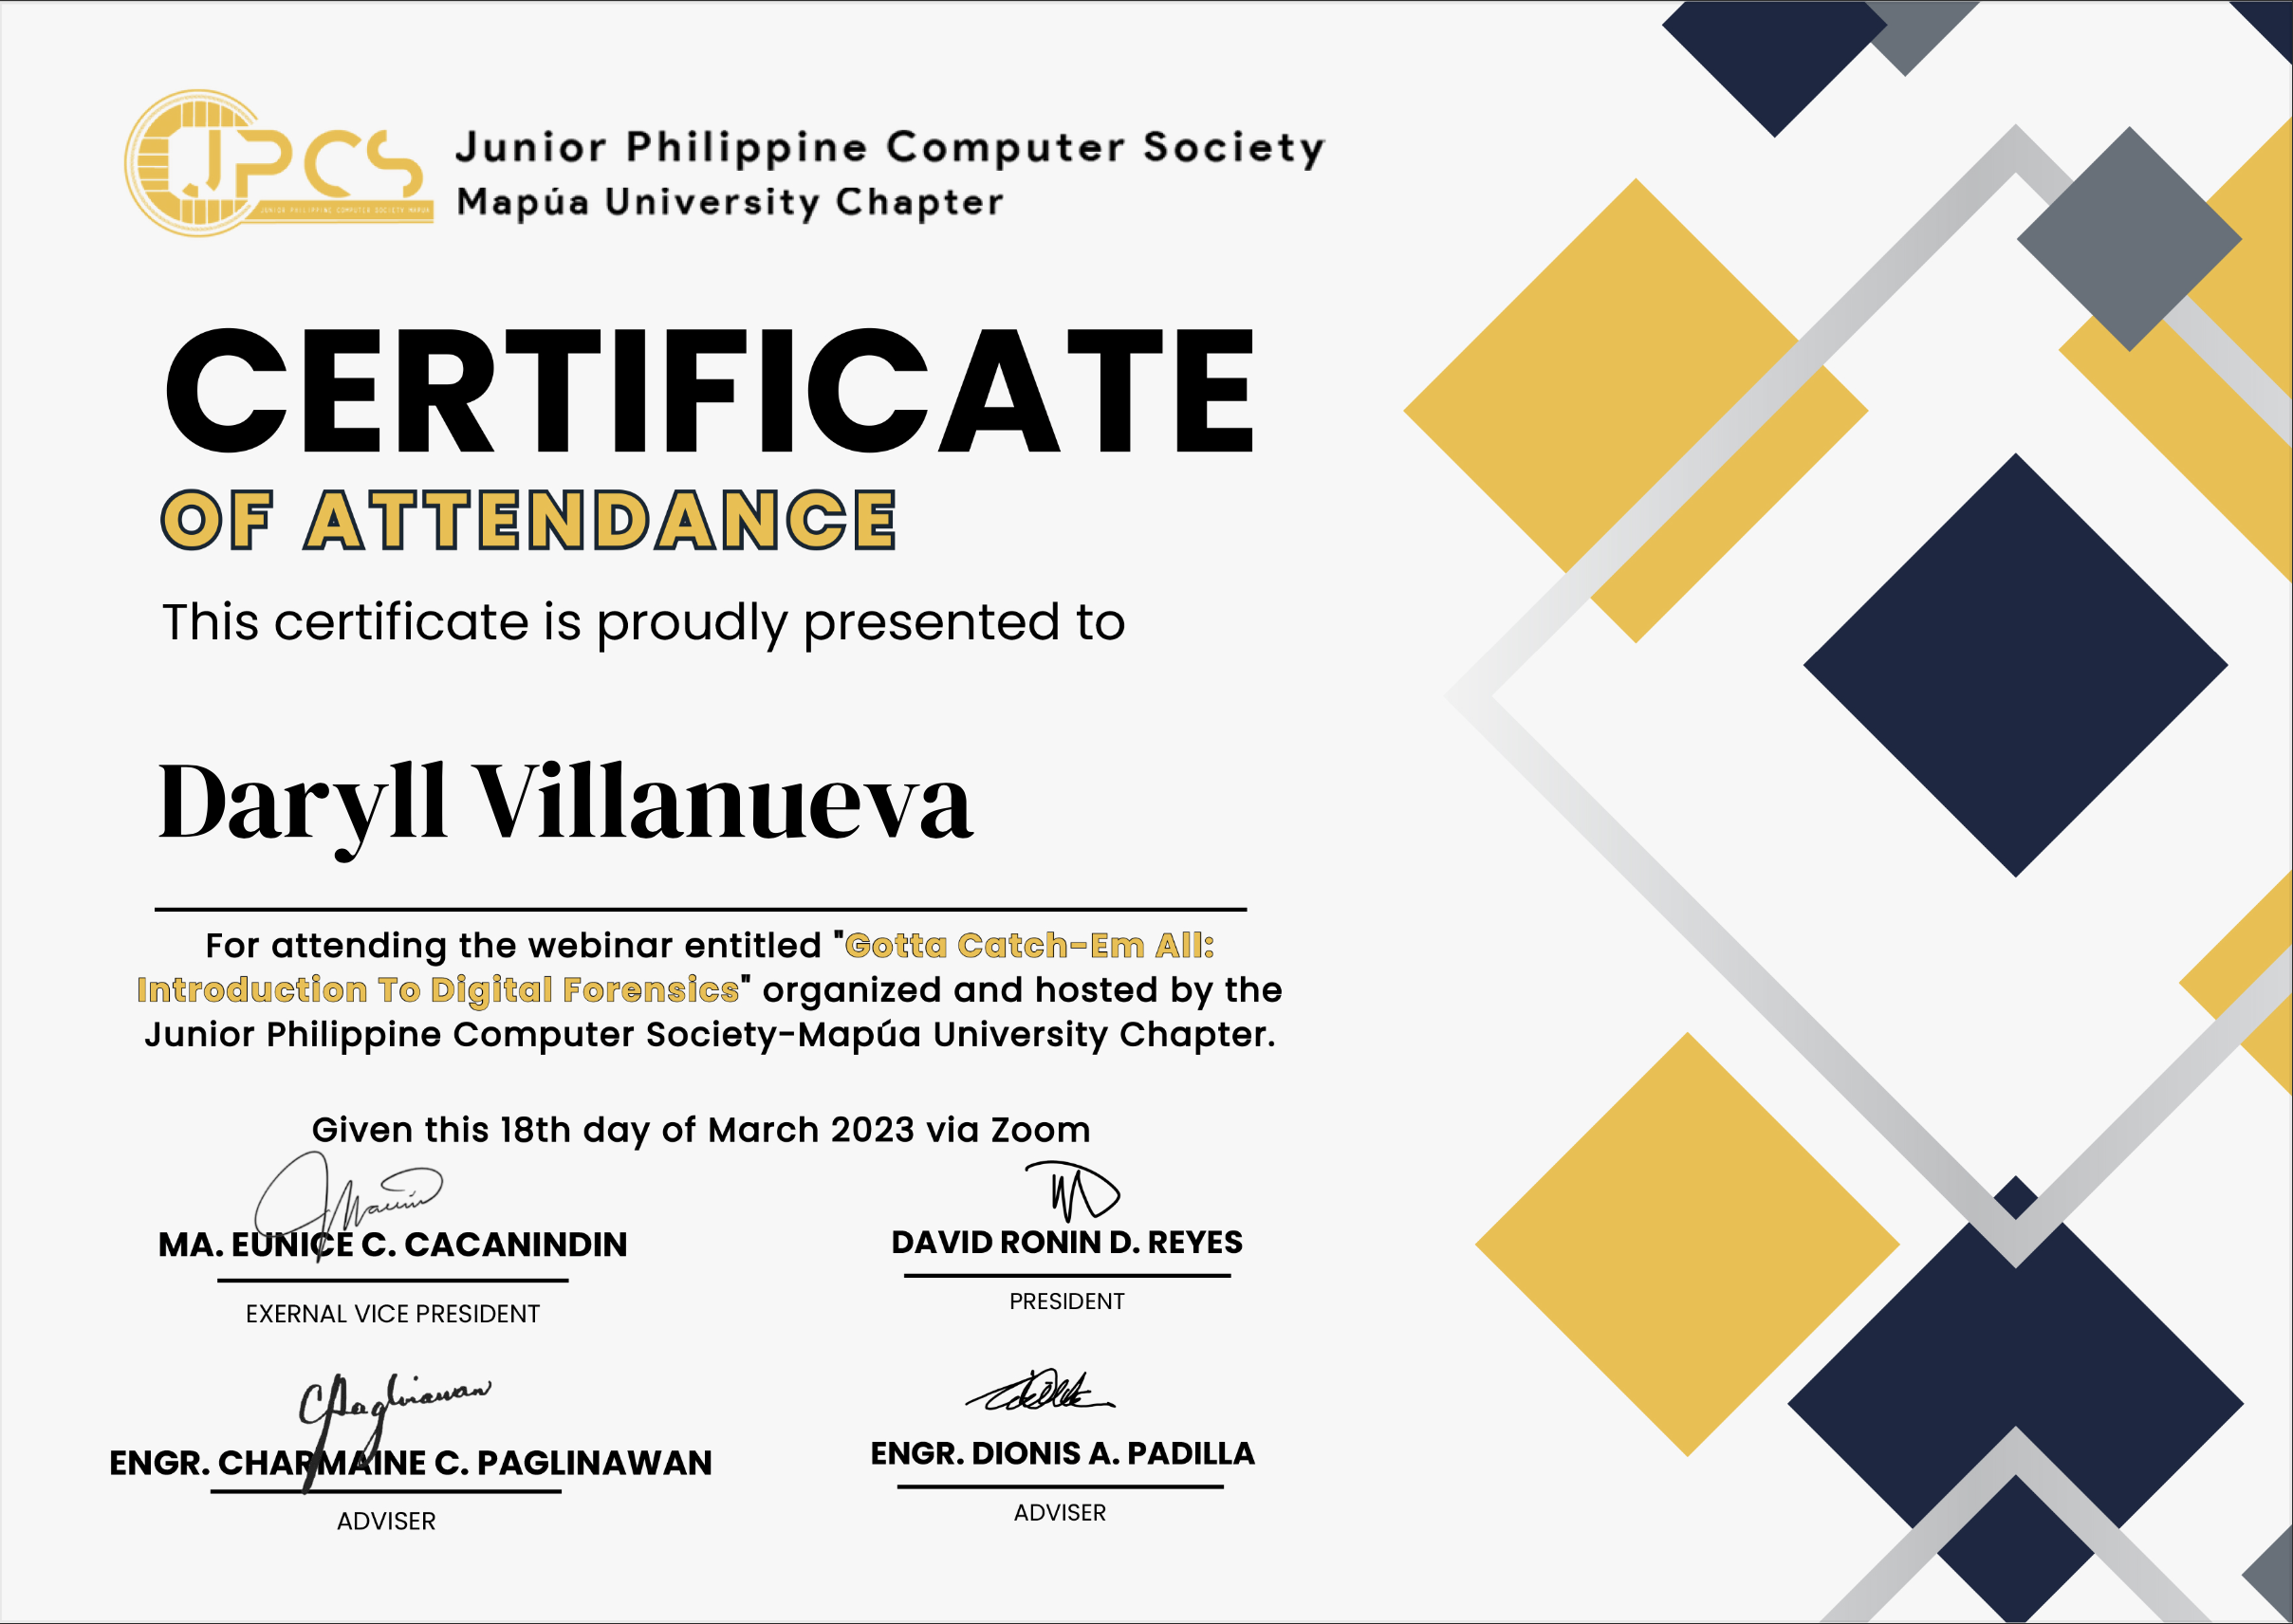 JPCS
JUNIOR PHILIPPINE COMPUTER SOCIETY MAPUA
Junior Philippine Computer Society
Mapúa University Chapter
CERTIFICATE
OF ATTENDANCE
This certificate is proudly presented to
Daryll Villanueva
For attending the webinar entitled "Gotta Catch-Em All:
Introduction To Digital Forensics" organized and hosted by the
Junior Philippine Computer Society-Mapúa University Chapter.
Given this 18th day of March 2023 via Zoom
MA. EUNICE C. CACANINDIN
EXERNAL VICE PRESIDENT
DAVID RONIN D. REYES
PRESIDENT
ENGR. CHARMAINE C. PAGLINAWAN
ADVISER
ENGR. DIONIS A. PADILLA
ADVISER